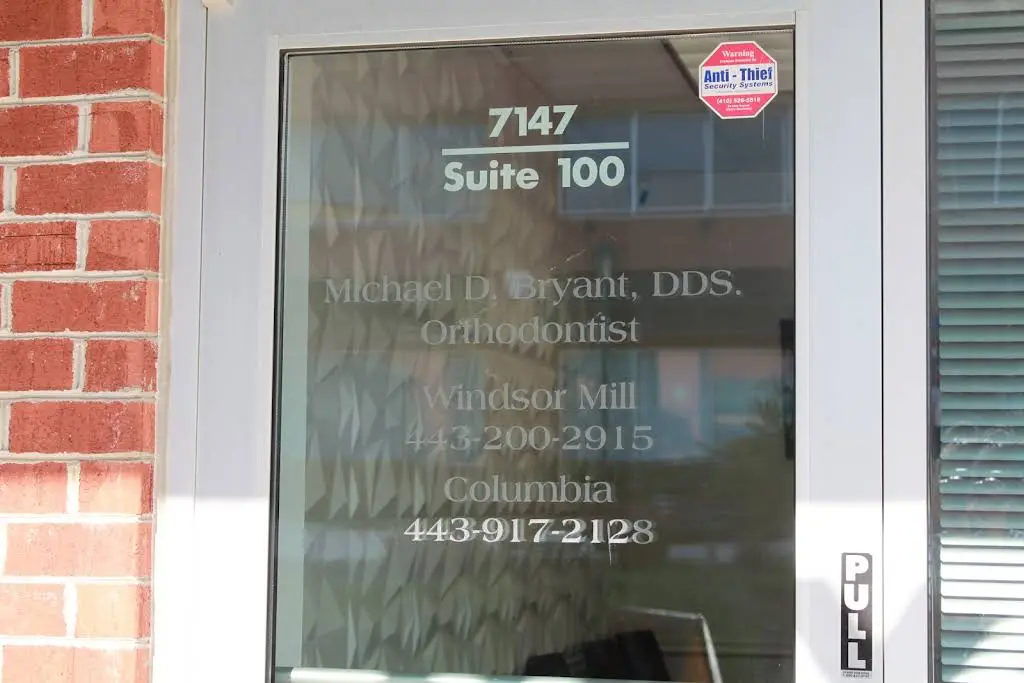 Warning
Anti - Thief
Security Systems
7147
Suite 100
Michael D. Bryant, DDS.
Orthodontist
Windsor Mill
443-200-2915
Columbia
443-917-2128
PULL